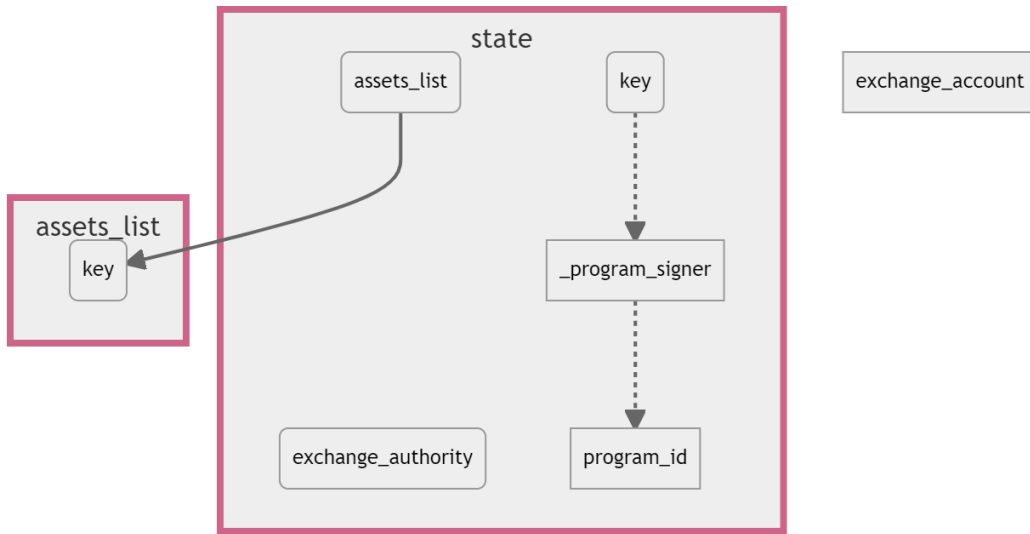 state
assets_list
key
exchange_account
assets_list
key
_program_signer
exchange_authority
program_id